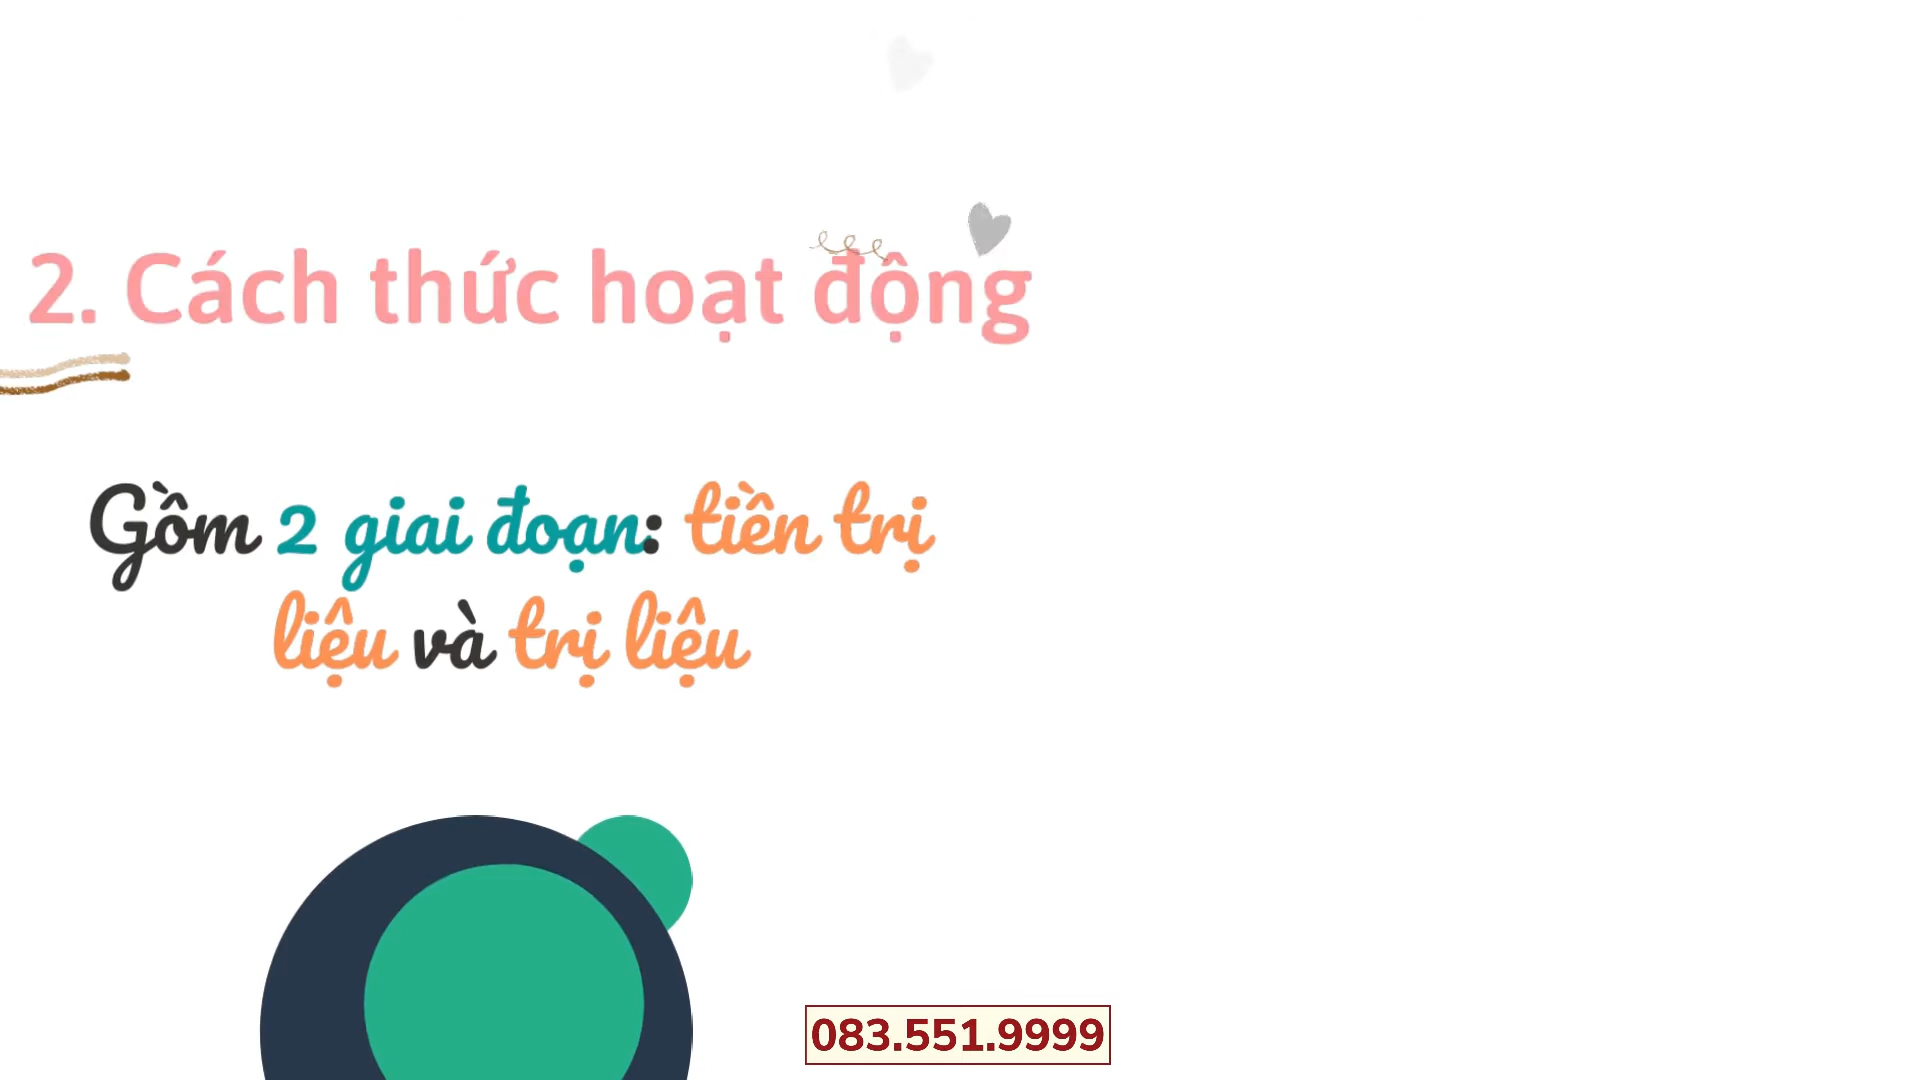 2. Cách thức hoạt động
Gồm 2 giai đoạn: tiền trị
liệu và trị liệu
083.551.9999